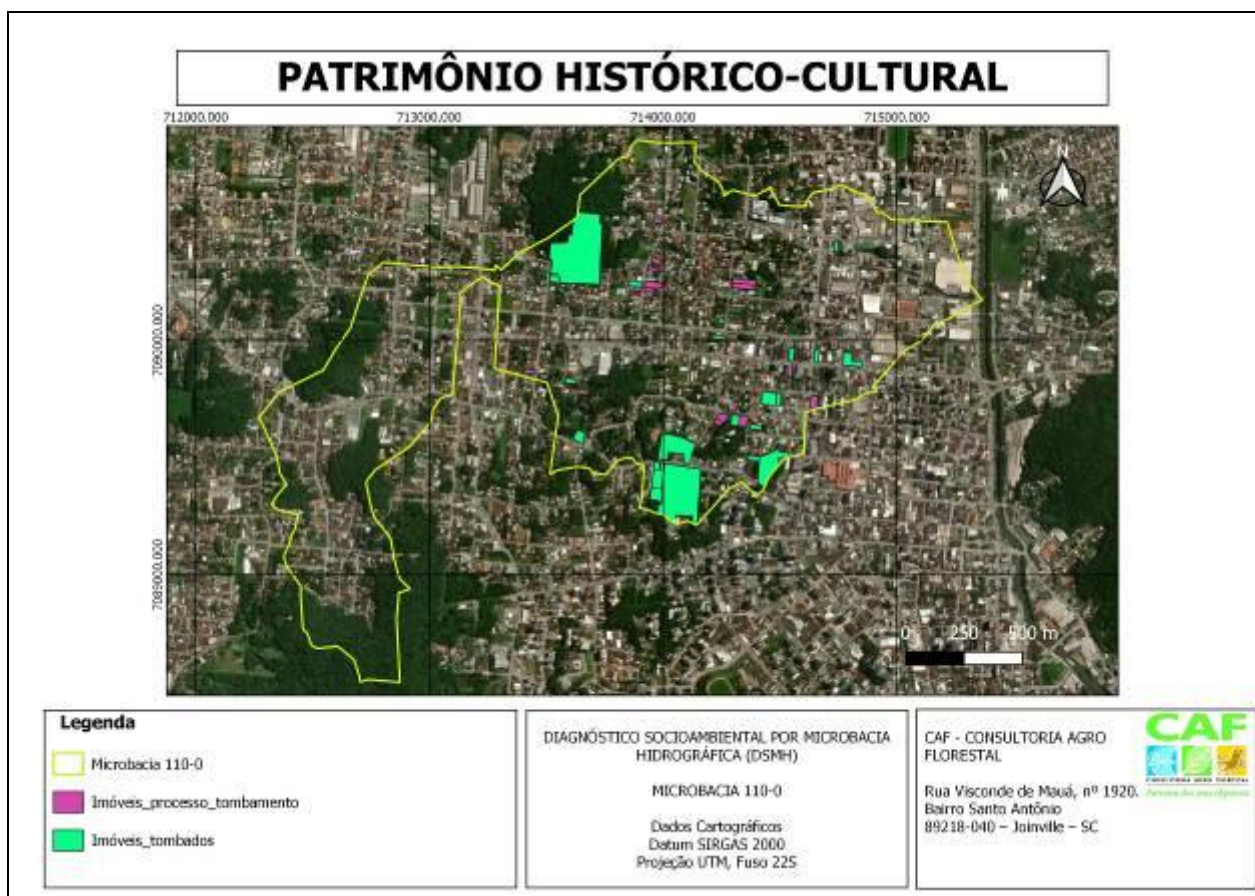 PATRIMÔNIO HISTÓRICO-CULTURAL
712000.000 713000.000 714000.000 715000.000
7090000.000
7089000.000
N
0 250 500 m
Legenda
Microbacia 110-0
Imóveis_processo_tombamento
Imóveis_tombados
DIAGNÓSTICO SOCIOAMBIENTAL POR MICROBACIA
HIDROGRÁFICA (DSMH)
MICROBACIA 110-0
Dados Cartográficos
Datum SIRGAS 2000
Projeção UTM, Fuso 22S
CAF - CONSULTORIA AGRO
FLORESTAL
Rua Visconde de Mauá, nº 1920.
Bairro Santo Antônio
89218-040 – Joinville – SC
CAF
CONSULTORIA AGRO FLORESTAL